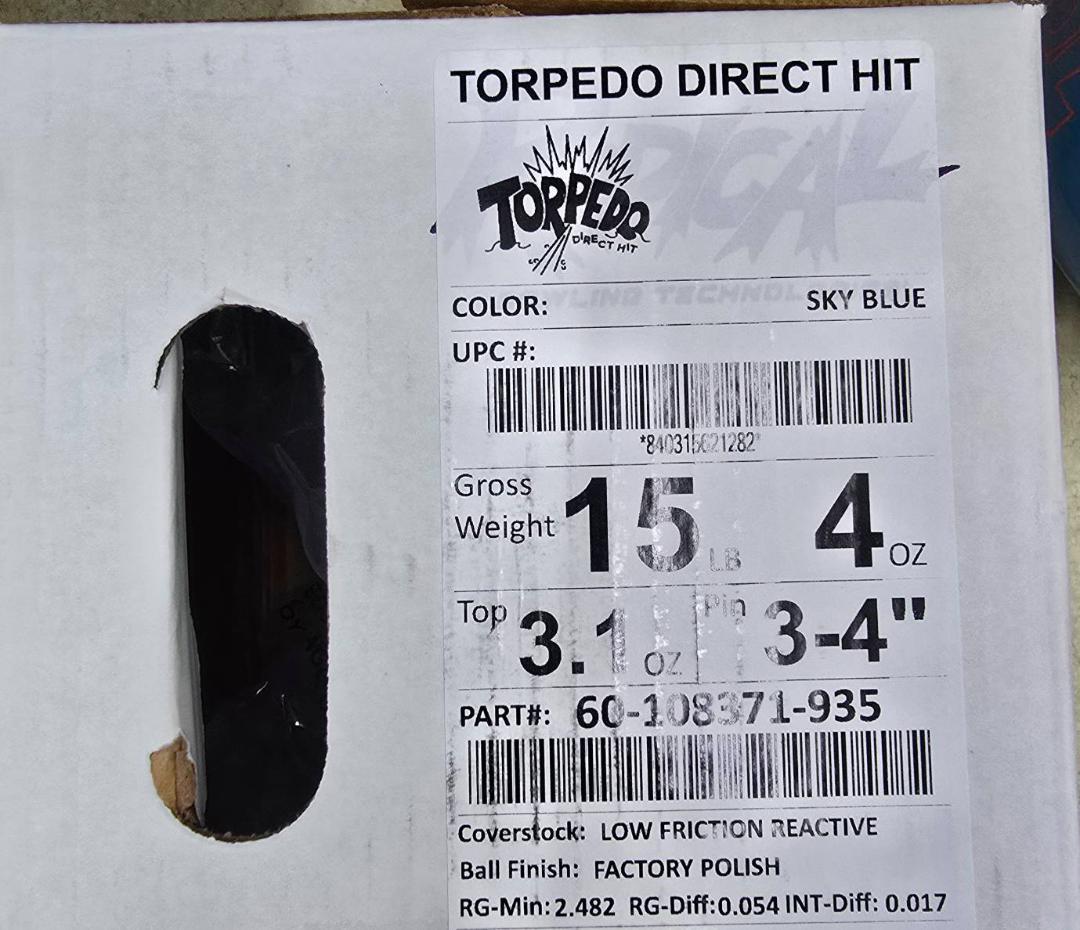 TORPEDO DIRECT HIT
TORPEDO
DIRECT HIT
COLOR: SKY BLUE
UPC #:
Gross Weight 15 LB 4 OZ
Top 3.1 OZ Pin 3-4"
PART#: 60-108371-935
Coverstock: LOW FRICTION REACTIVE
Ball Finish: FACTORY POLISH
RG-Min: 2.482 RG-Diff: 0.054 INT-Diff: 0.017